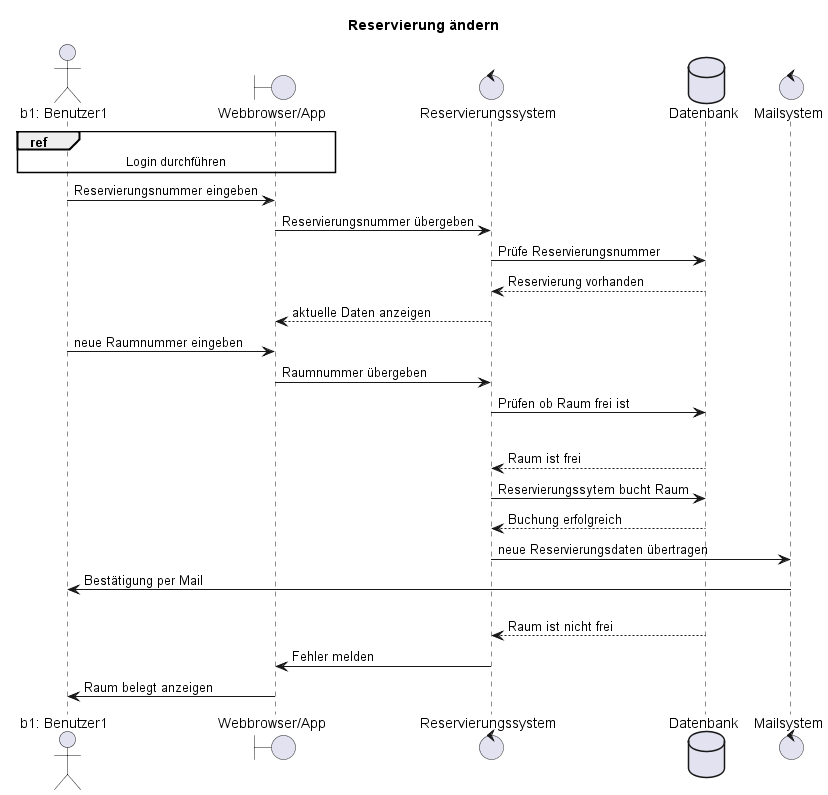 Reservierung ändern
b1: Benutzer1 Webbrowser/App Reservierungssystem Datenbank Mailsystem
ref
Login durchführen
Reservierungsnummer eingeben
Reservierungsnummer übergeben
Prüfe Reservierungsnummer
Reservierung vorhanden
aktuelle Daten anzeigen
neue Raumnummer eingeben
Raumnummer übergeben
Prüfen ob Raum frei ist
Raum ist frei
Reservierungssytem bucht Raum
Buchung erfolgreich
neue Reservierungsdaten übertragen
Bestätigung per Mail
Raum ist nicht frei
Fehler melden
Raum belegt anzeigen
b1: Benutzer1 Webbrowser/App Reservierungssystem Datenbank Mailsystem